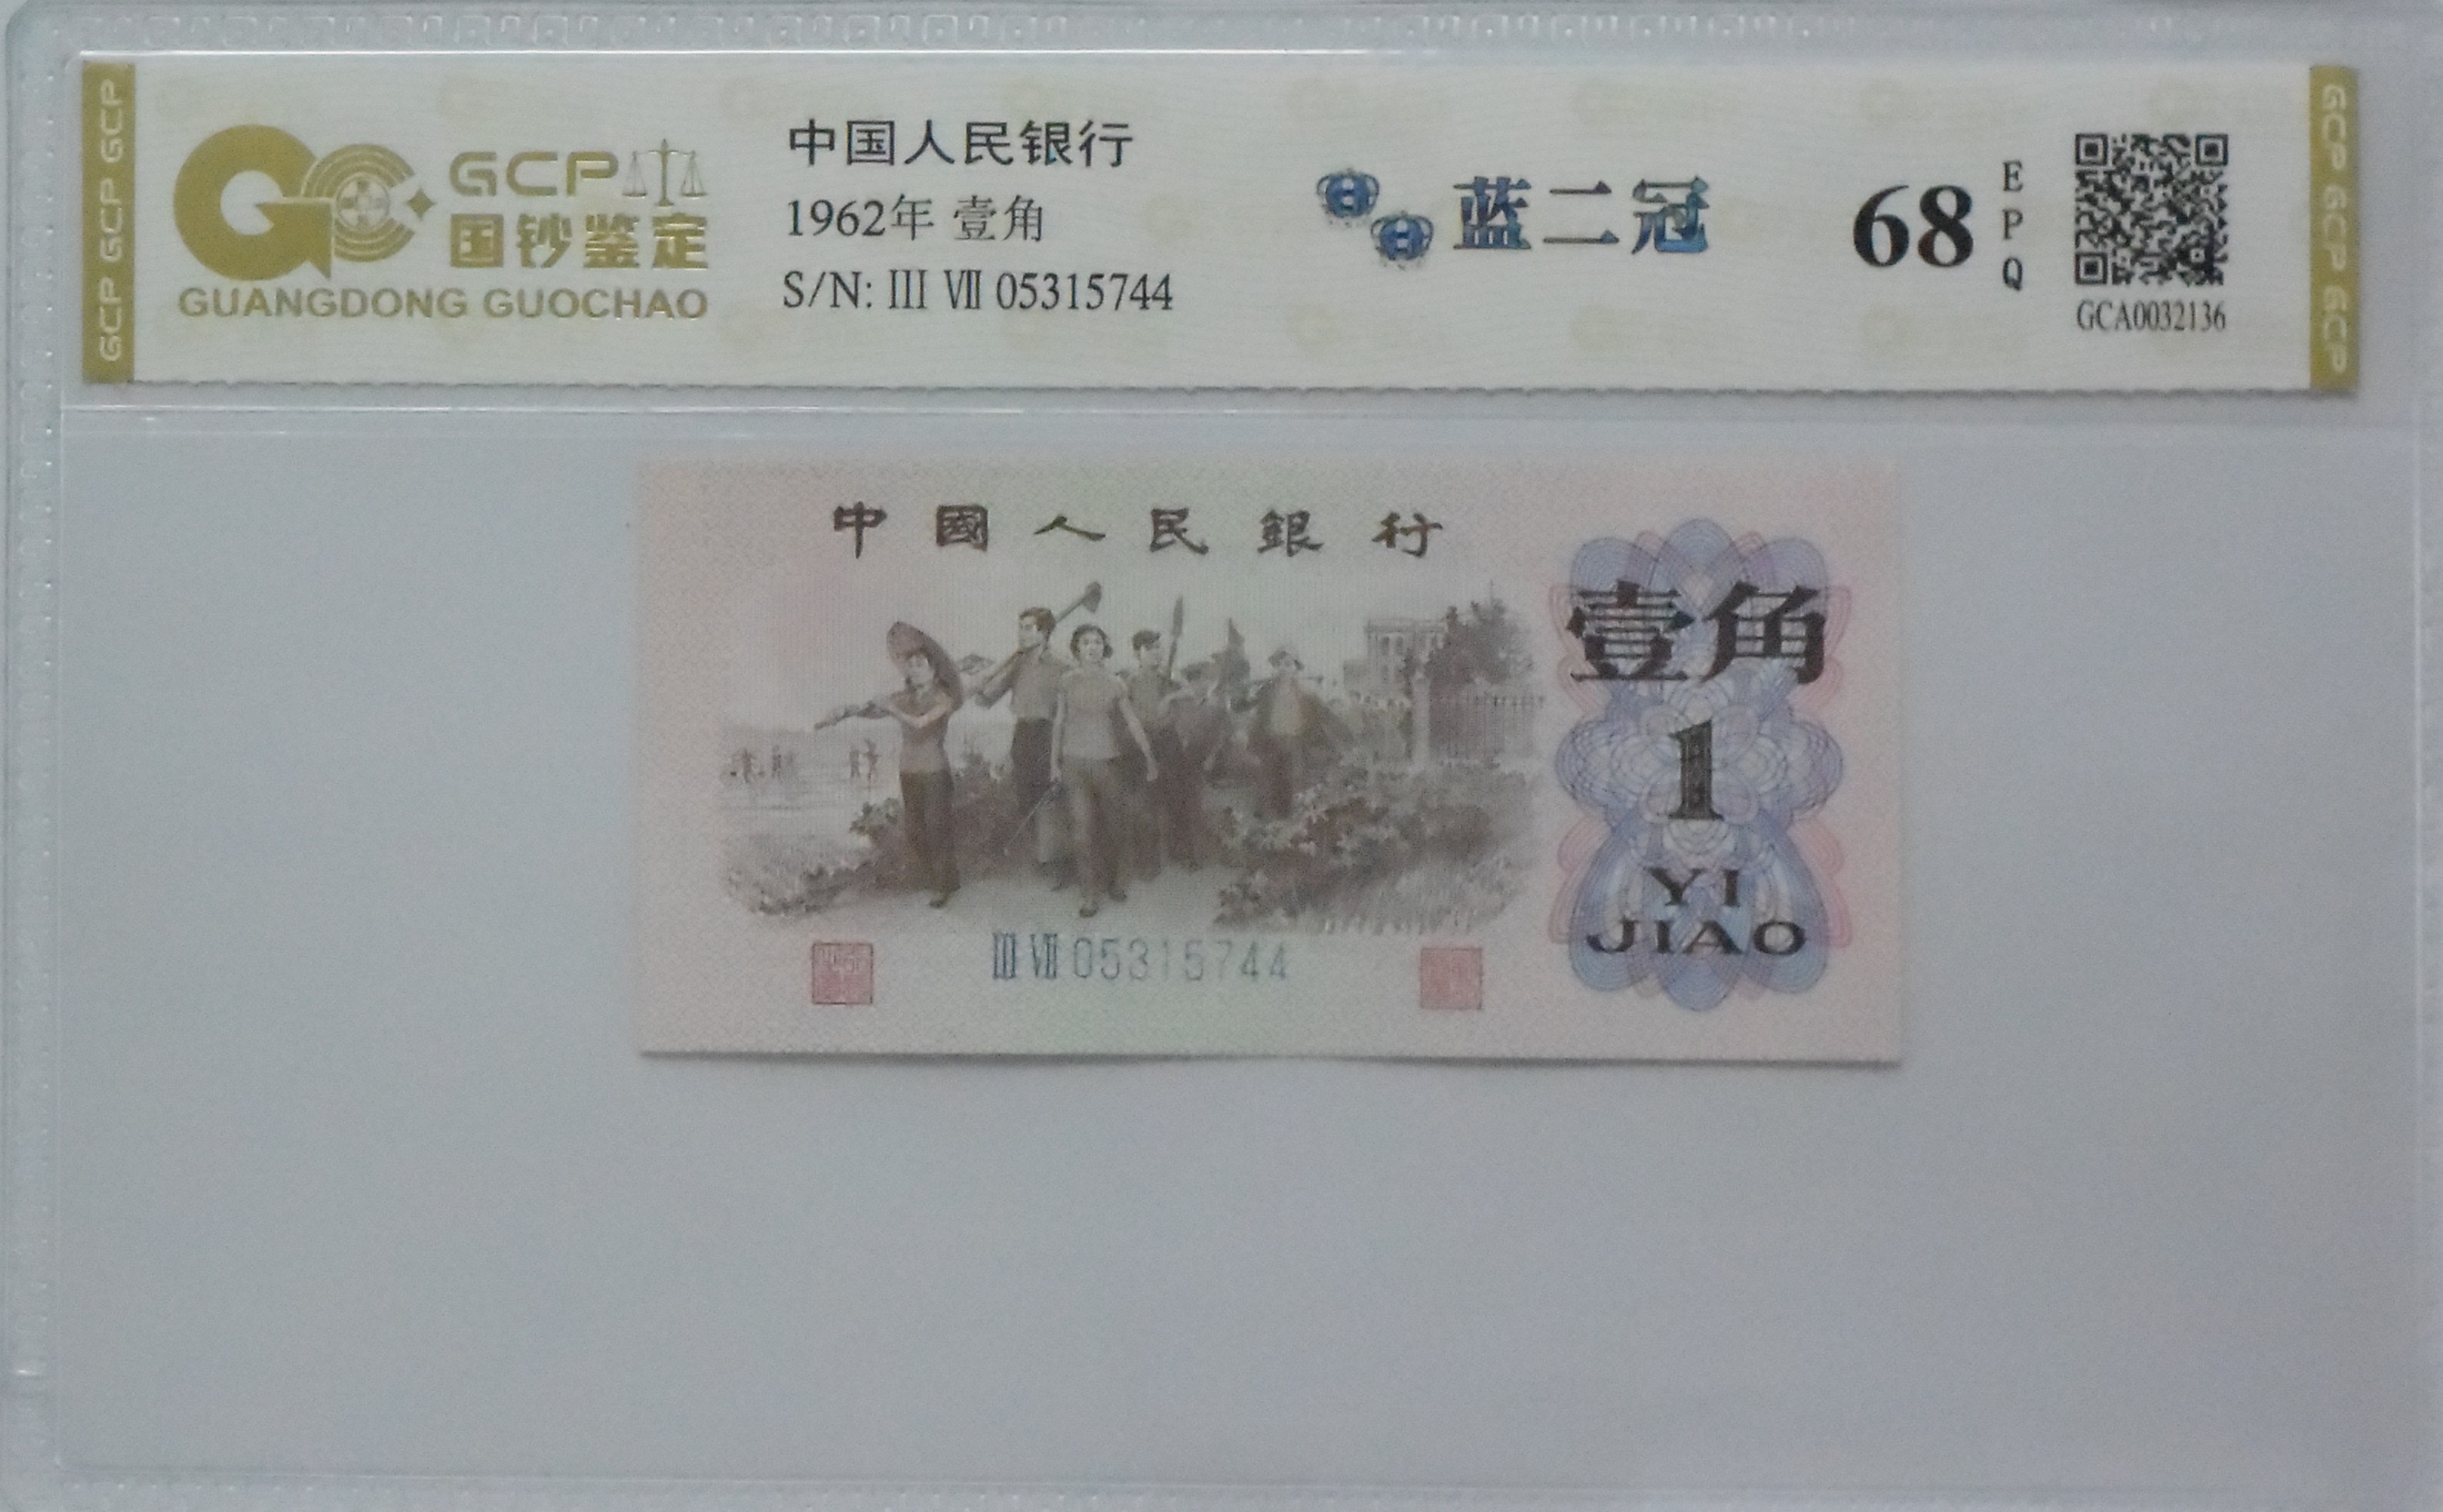 GCP GCP GCP
GCP
国钞鉴定
GUANGDONG GUOCHAO
中国人民银行
1962年 壹角
S/N: III VII 05315744
蓝二冠
68
E
P
Q
GCA0032136
GCP GCP GCP
中國人民銀行
壹角
1
YI
JIAO
III VII 05315744